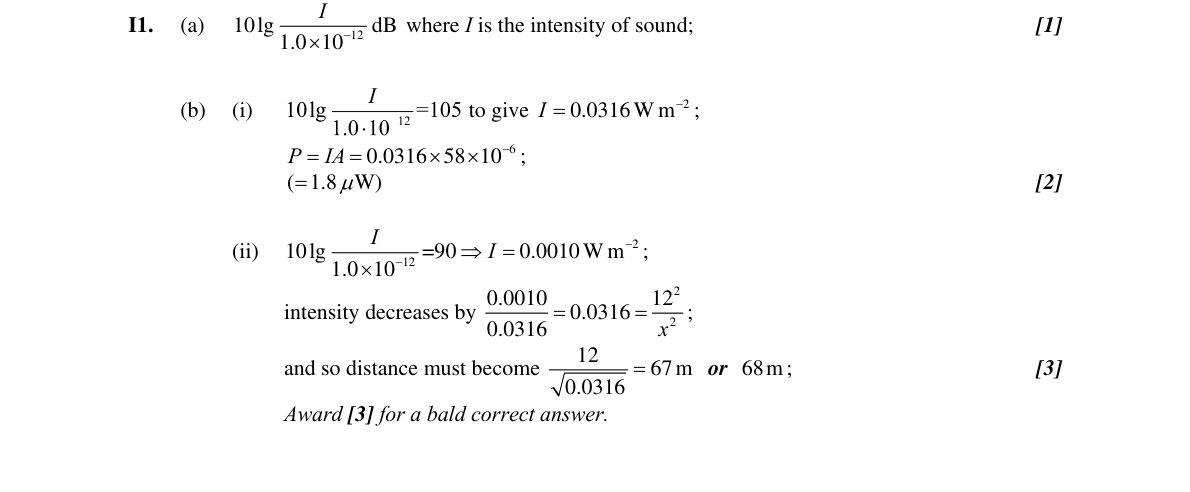 I1. (a) 10 lg I / 1.0×10⁻¹² dB where I is the intensity of sound; [1]
(b) (i) 10 lg I / 1.0·10 ¹² =105 to give I = 0.0316 W m⁻² ;
P = IA = 0.0316×58×10⁻⁶ ;
(=1.8 μW) [2]
(ii) 10 lg I / 1.0×10⁻¹² =90 ⇒ I = 0.0010 W m⁻² ;
intensity decreases by 0.0010 / 0.0316 = 0.0316 = 12² / x² ;
and so distance must become 12 / √0.0316 = 67 m or 68 m ; [3]
Award [3] for a bald correct answer.